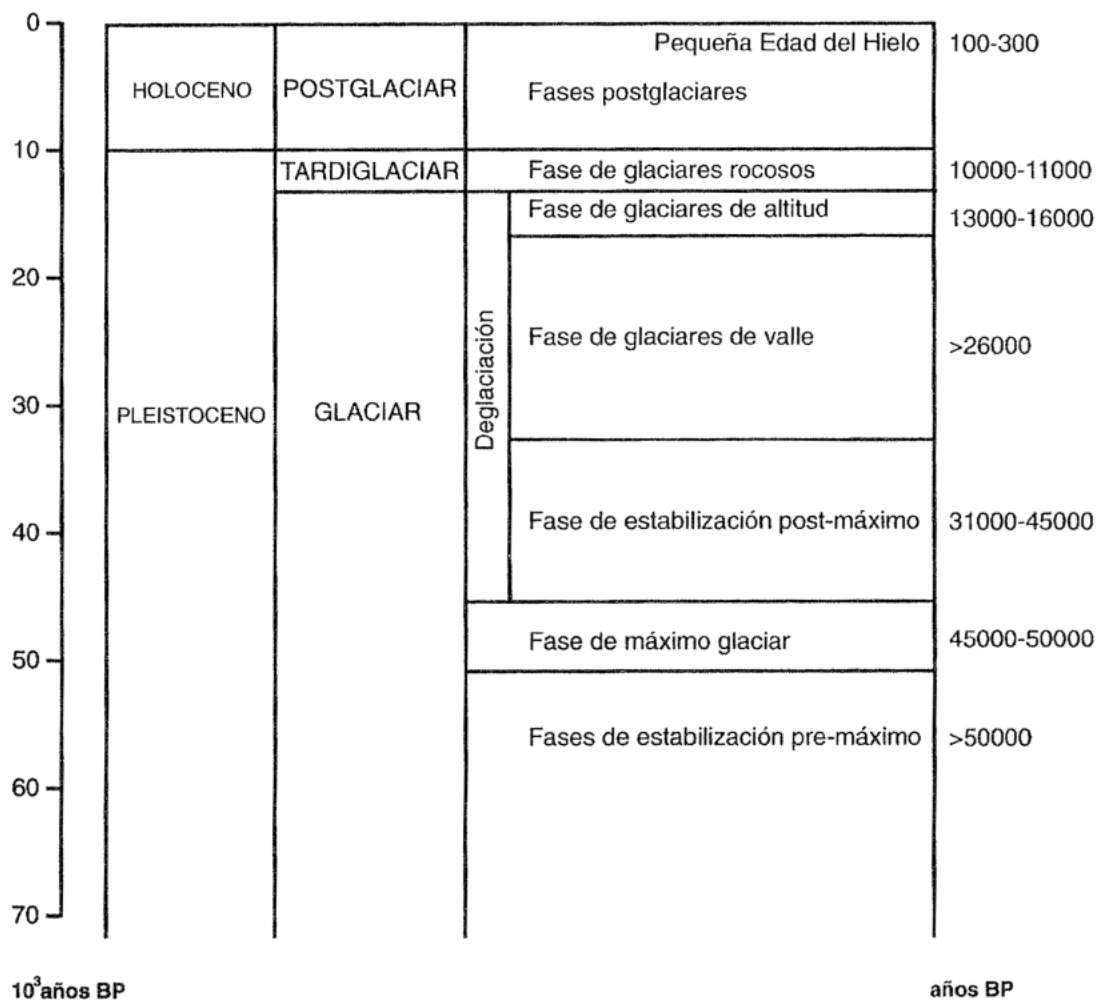 0
Pequeña Edad del Hielo 100-300
HOLOCENO POSTGLACIAR Fases postglaciares
10
TARDIGLACIAR Fase de glaciares rocosos 10000-11000
Fase de glaciares de altitud 13000-16000
20
Deglaciación
Fase de glaciares de valle >26000
30
PLEISTOCENO GLACIAR
40
Fase de estabilización post-máximo 31000-45000
Fase de máximo glaciar 45000-50000
50
Fases de estabilización pre-máximo >50000
60
70
10³años BP años BP